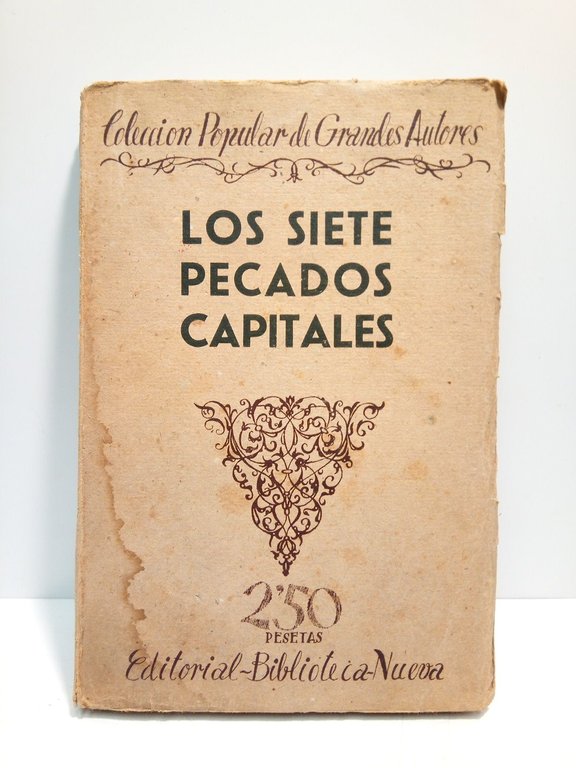 Coleccion Popular de Grandes Autores
LOS SIETE
PECADOS
CAPITALES
2'50
PESETAS
Editorial-Biblioteca-Nueva